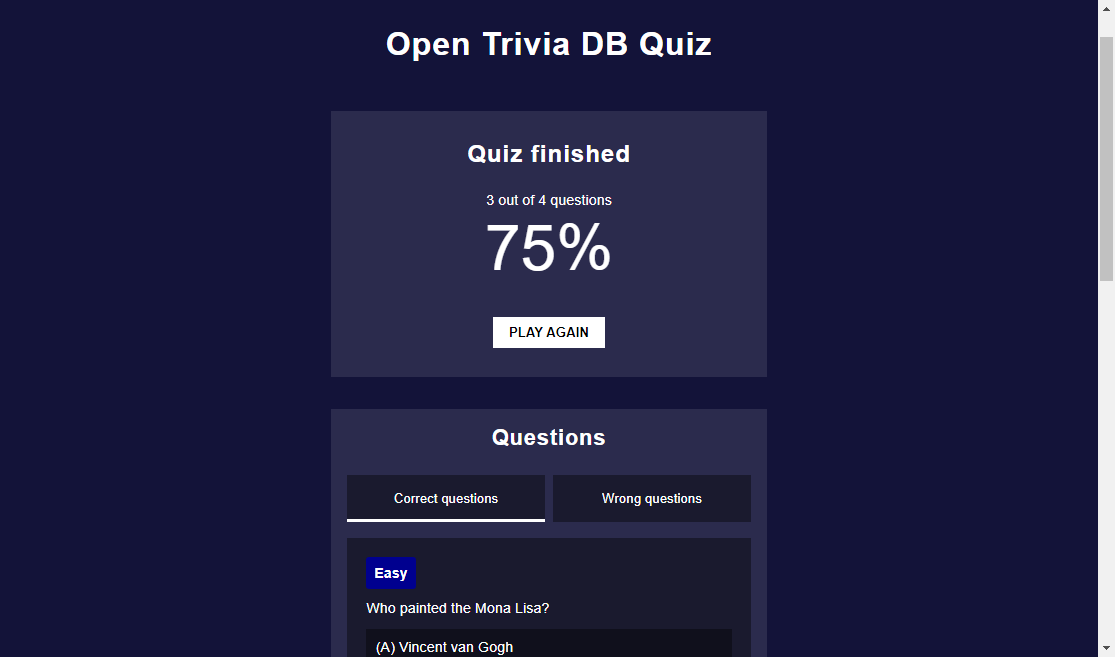 Open Trivia DB Quiz
Quiz finished
3 out of 4 questions
75%
PLAY AGAIN
Questions
Correct questions
Wrong questions
Easy
Who painted the Mona Lisa?
(A) Vincent van Gogh